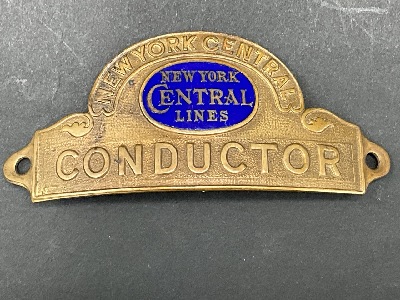 NEW YORK CENTRAL
NEW YORK
CENTRAL
LINES
CONDUCTOR